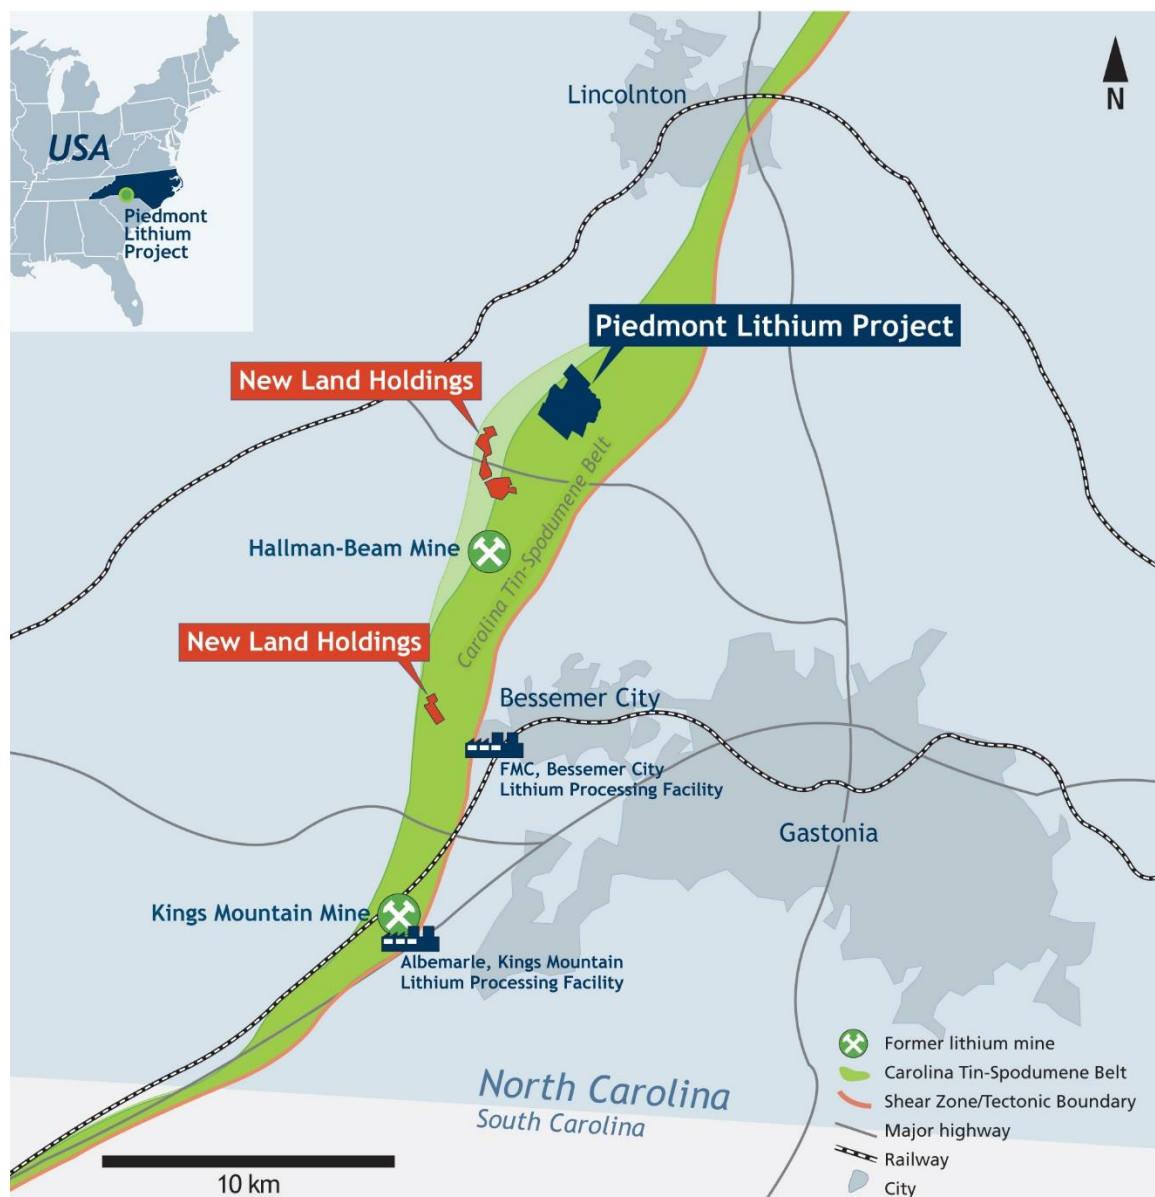 USA
Piedmont
Lithium
Project
Lincolnton
N
Piedmont Lithium Project
New Land Holdings
Carolina Tin-Spodumene Belt
Hallman-Beam Mine
New Land Holdings
Bessemer City
FMC, Bessemer City
Lithium Processing Facility
Gastonia
Kings Mountain Mine
Albemarle, Kings Mountain
Lithium Processing Facility
North Carolina
South Carolina
10 km
Former lithium mine
Carolina Tin-Spodumene Belt
Shear Zone/Tectonic Boundary
Major highway
Railway
City